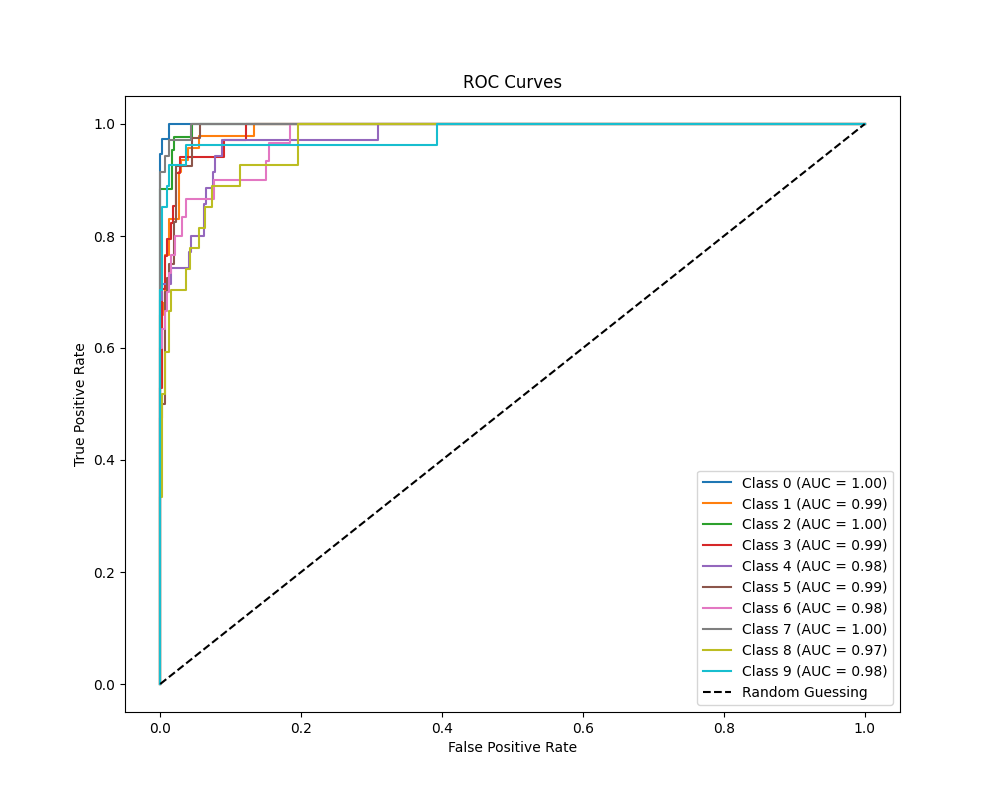 ROC Curves
True Positive Rate
1.0
0.8
0.6
0.4
0.2
0.0
0.0 0.2 0.4 0.6 0.8 1.0
False Positive Rate
Class 0 (AUC = 1.00)
Class 1 (AUC = 0.99)
Class 2 (AUC = 1.00)
Class 3 (AUC = 0.99)
Class 4 (AUC = 0.98)
Class 5 (AUC = 0.99)
Class 6 (AUC = 0.98)
Class 7 (AUC = 1.00)
Class 8 (AUC = 0.97)
Class 9 (AUC = 0.98)
Random Guessing